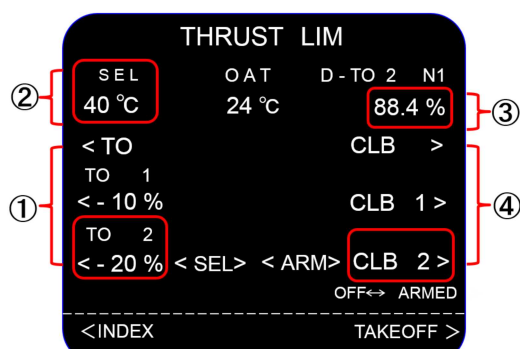 THRUST LIM
SEL OAT D-TO 2 N1
② 40 ℃ 24 ℃ 88.4 % ③
<TO CLB >
TO 1
① <-10 % CLB 1> ④
TO 2
<-20 % <SEL> <ARM> CLB 2>
OFF↔ ARMED
<INDEX TAKEOFF >